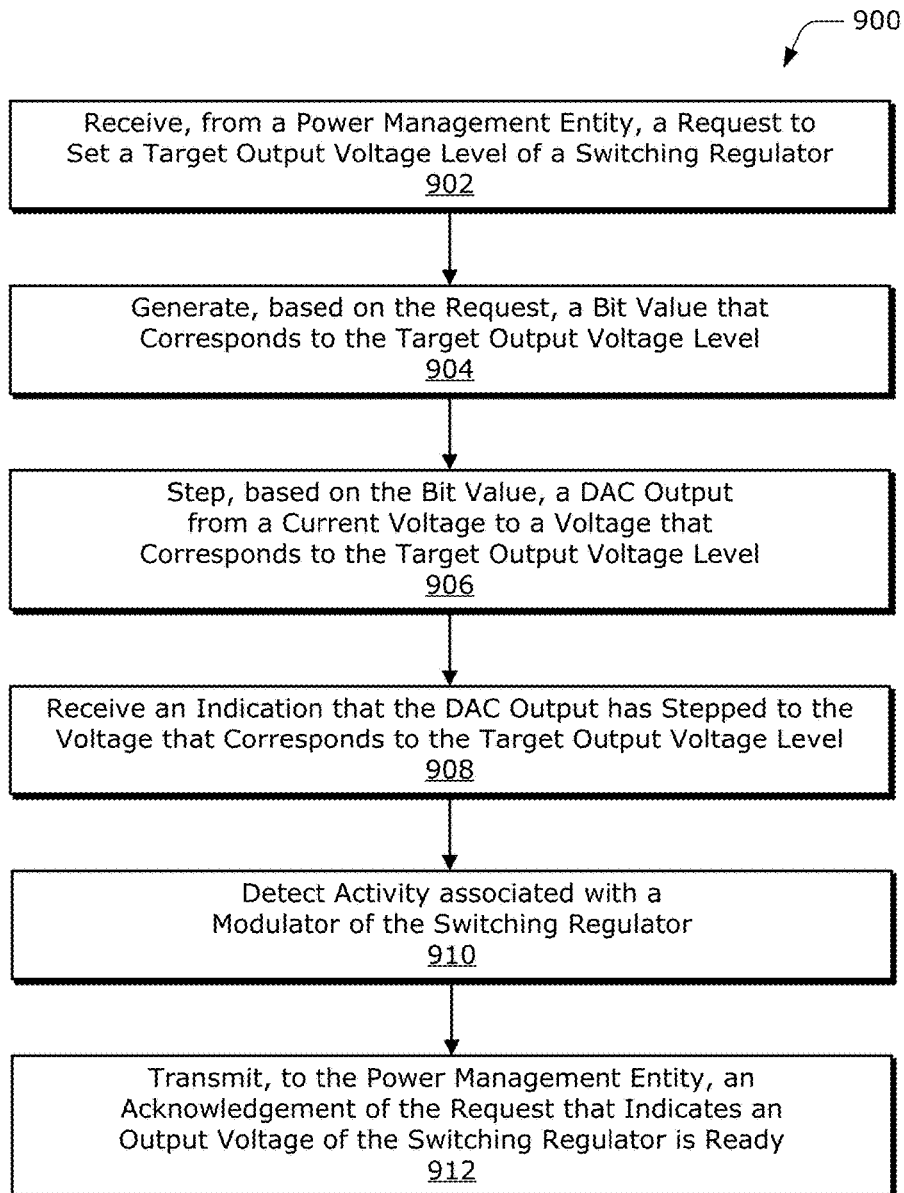 900
Receive, from a Power Management Entity, a Request to
Set a Target Output Voltage Level of a Switching Regulator
902
Generate, based on the Request, a Bit Value that
Corresponds to the Target Output Voltage Level
904
Step, based on the Bit Value, a DAC Output
from a Current Voltage to a Voltage that
Corresponds to the Target Output Voltage Level
906
Receive an Indication that the DAC Output has Stepped to the
Voltage that Corresponds to the Target Output Voltage Level
908
Detect Activity associated with a
Modulator of the Switching Regulator
910
Transmit, to the Power Management Entity, an
Acknowledgement of the Request that Indicates an
Output Voltage of the Switching Regulator is Ready
912